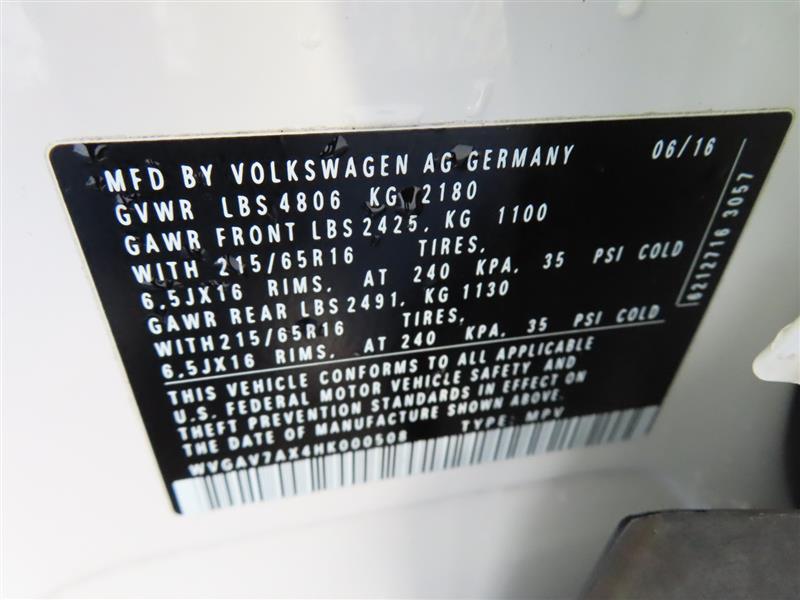 MFD BY VOLKSWAGEN AG GERMANY 06/16
GVWR LBS 4806 KG 2180
GAWR FRONT LBS 2425, KG 1100
WITH 215/65R16 TIRES,
6,5JX16 RIMS, AT 240 KPA, 35 PSI COLD
GAWR REAR LBS 2491, KG 1130
WITH215/65R16 TIRES,
6,5JX16 RIMS, AT 240 KPA, 35 PSI COLD
6212716 3057
THIS VEHICLE CONFORMS TO ALL APPLICABLE
U.S. FEDERAL MOTOR VEHICLE SAFETY AND
THEFT PREVENTION STANDARDS IN EFFECT ON
THE DATE OF MANUFACTURE SHOWN ABOVE.
WVGAV7AX4HK000508 TYPE: MPV